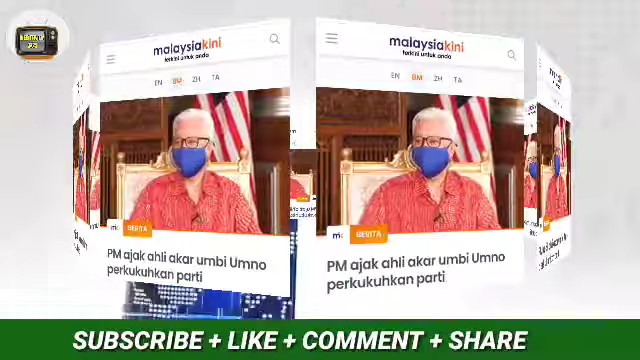 malaysiakini
terkini untuk anda
EN BM ZH TA
BERITA
PM ajak ahli akar umbi Umno
perkukuhkan parti
malaysiakini
terkini untuk anda
EN BM ZH TA
BERITA
PM ajak ahli akar umbi Umno
perkukuhkan parti
SUBSCRIBE + LIKE + COMMENT + SHARE